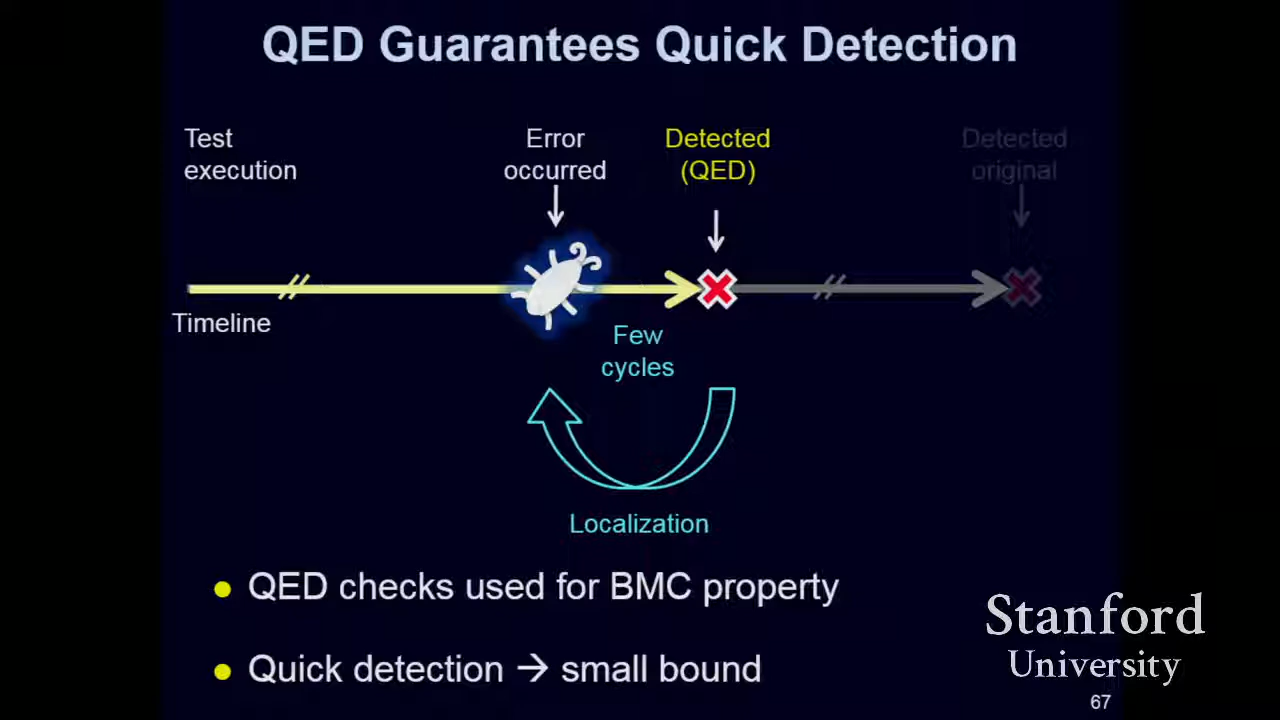 QED Guarantees Quick Detection
Test
execution
Error
occurred
Detected
(QED)
Detected
original
Timeline
Few
cycles
Localization
QED checks used for BMC property
Quick detection → small bound
Stanford
University
67